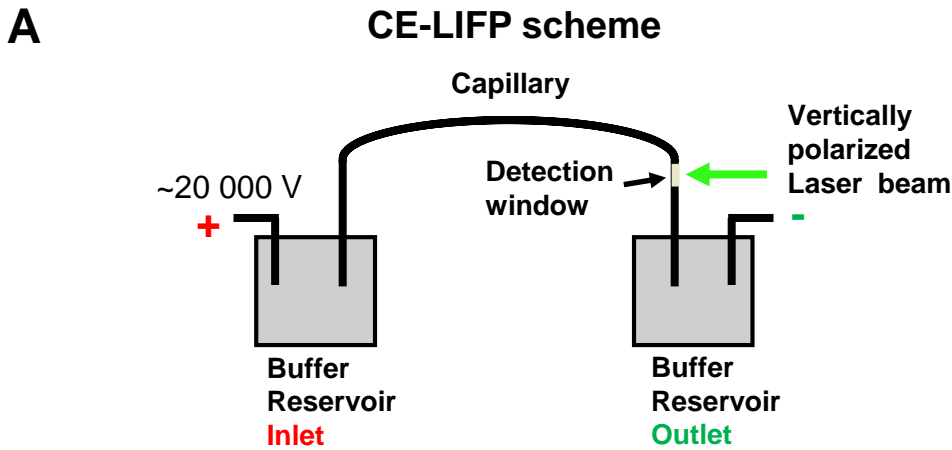 A
CE-LIFP scheme
Capillary
Vertically
polarized
Laser beam
Detection
window
~20 000 V
+
-
Buffer
Reservoir
Inlet
Buffer
Reservoir
Outlet